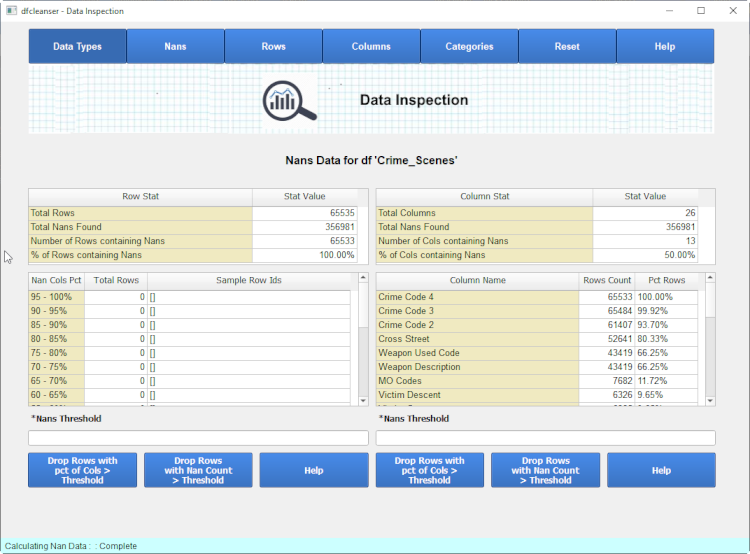 dfcleanser - Data Inspection
Data Types Nans Rows Columns Categories Reset Help
Data Inspection
Nans Data for df 'Crime_Scenes'
Row Stat Stat Value
Total Rows 65535
Total Nans Found 356981
Number of Rows containing Nans 65533
% of Rows containing Nans 100.00%
Column Stat Stat Value
Total Columns 26
Total Nans Found 356981
Number of Cols containing Nans 13
% of Cols containing Nans 50.00%
Nan Cols Pct Total Rows Sample Row Ids
95 - 100% 0 []
90 - 95% 0 []
85 - 90% 0 []
80 - 85% 0 []
75 - 80% 0 []
70 - 75% 0 []
65 - 70% 0 []
60 - 65% 0 []
Column Name Rows Count Pct Rows
Crime Code 4 65533 100.00%
Crime Code 3 65484 99.92%
Crime Code 2 61407 93.70%
Cross Street 52641 80.33%
Weapon Used Code 43419 66.25%
Weapon Description 43419 66.25%
MO Codes 7682 11.72%
Victim Descent 6326 9.65%
*Nans Threshold
*Nans Threshold
Drop Rows with
pct of Cols >
Threshold
Drop Rows
with Nan Count
> Threshold
Help
Drop Rows with
pct of Cols >
Threshold
Drop Rows
with Nan Count
> Threshold
Help
Calculating Nan Data : : Complete